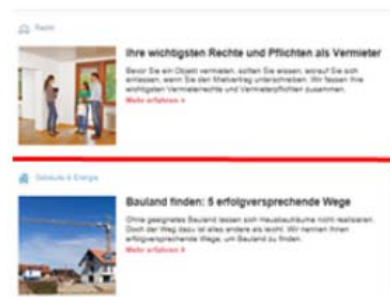 Recht
Ihre wichtigsten Rechte und Pflichten als Vermieter
Bevor Sie ein Objekt vermieten, sollten Sie wissen, worauf Sie sich
einlassen, wenn Sie den Mietvertrag unterschreiben. Wir fassen Ihre
wichtigsten Vermieterrechte und Vermieterpflichten zusammen.
Mehr erfahren
Gebäude & Energie
Bauland finden: 5 erfolgversprechende Wege
Ohne geeignetes Bauland lassen sich Hausbauträume nicht realisieren.
Doch der Weg dazu ist alles andere als leicht. Wir nennen Ihnen
erfolgversprechende Wege, um Bauland zu finden.
Mehr erfahren